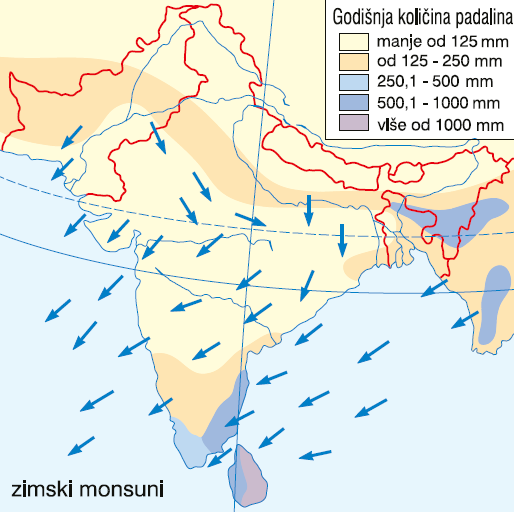 Godišnja količina padalina
manje od 125 mm
od 125 - 250 mm
250,1 - 500 mm
500,1 - 1000 mm
više od 1000 mm
zimski monsuni